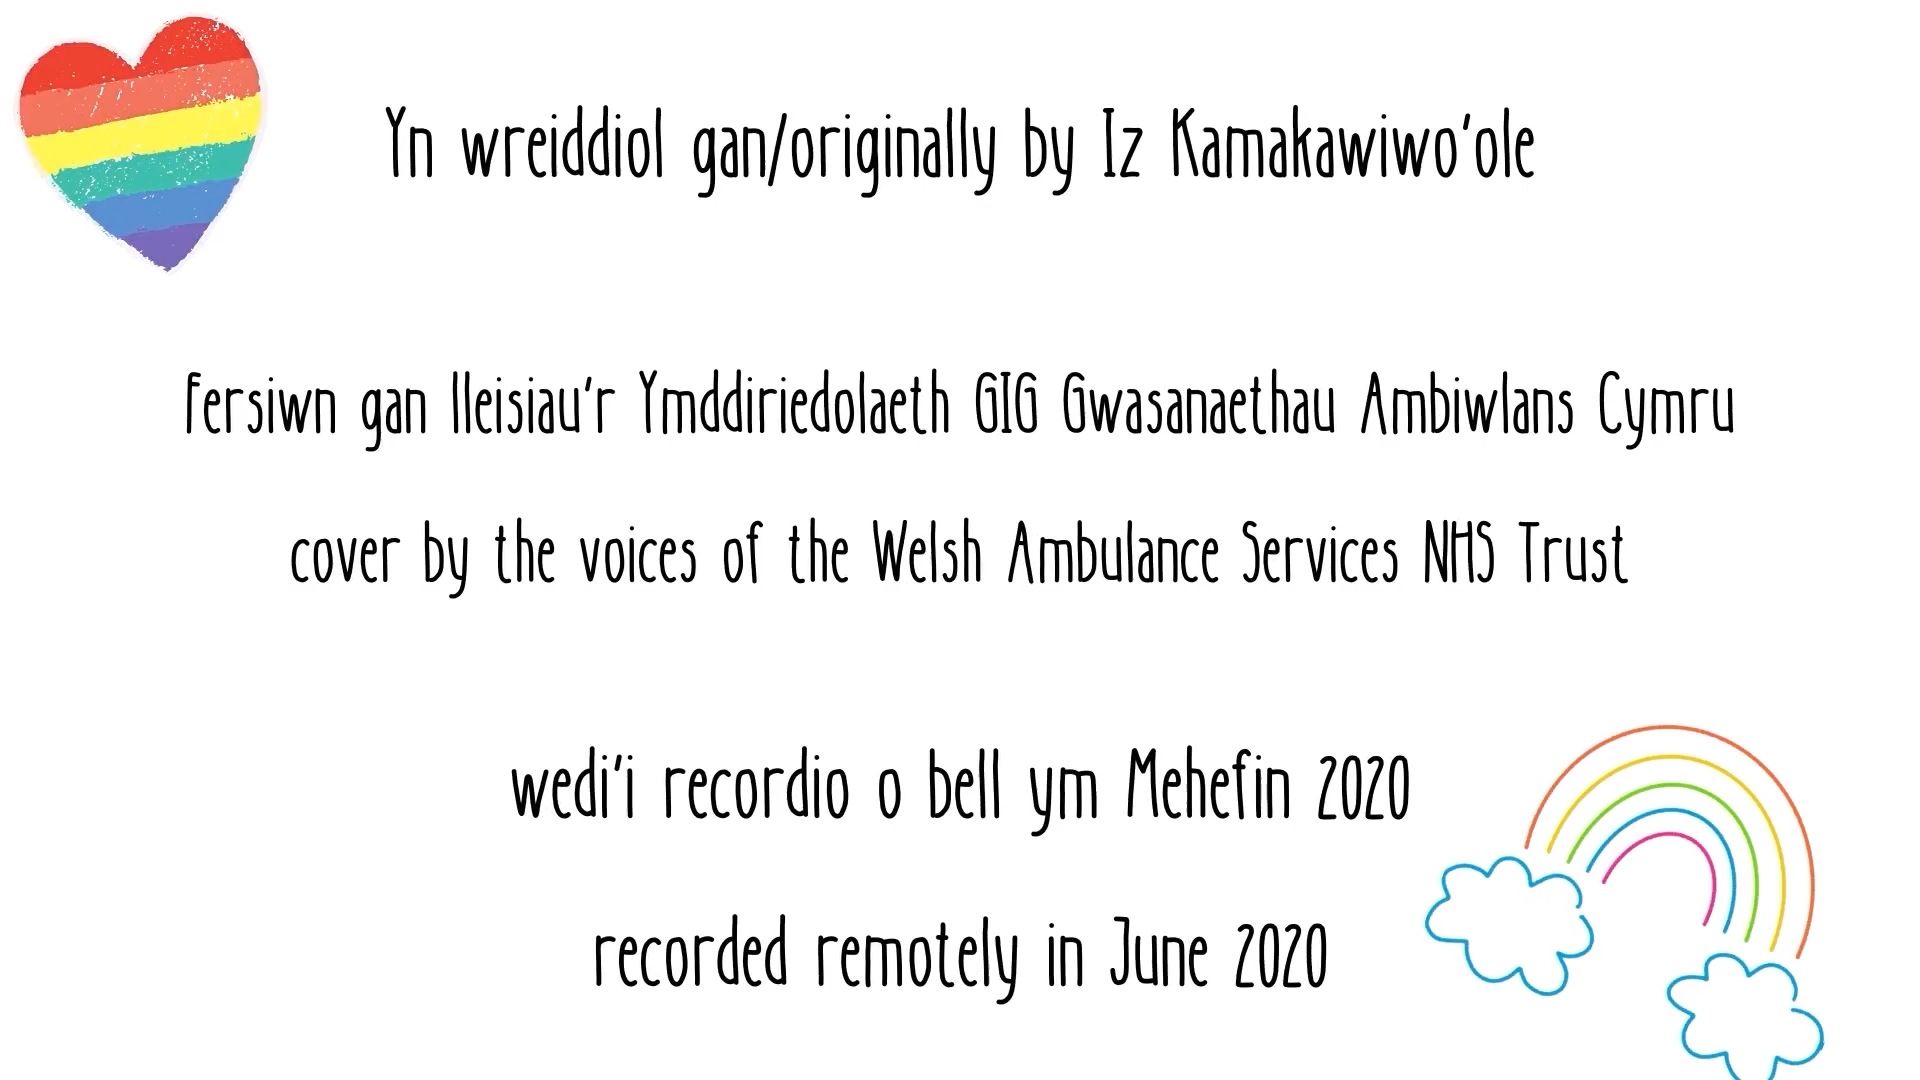 Yn wreiddiol gan/originally by Iz Kamakawiwo'ole
fersiwn gan lleisiau'r Ymddiriedolaeth GIG Gwasanaethau Ambiwlans Cymru
cover by the voices of the Welsh Ambulance Services NHS Trust
wedi'i recordio o bell ym Mehefin 2020
recorded remotely in June 2020